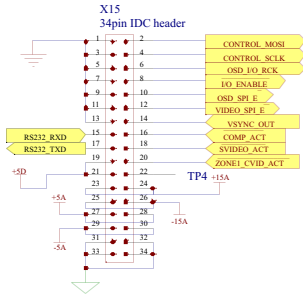 X15
34pin IDC header
1 2 CONTROL_MOSI
3 4 CONTROL_SCLK
5 6 OSD_I/O_RCK
7 8 I/O_ENABLE
9 10 OSD_SPI_E
11 12 VIDEO_SPI_E
13 14 VSYNC_OUT
RS232_RXD 15 16 COMP_ACT
RS232_TXD 17 18 SVIDEO_ACT
19 20 ZONE1_CVID_ACT
+5D 21 22 TP4 +15A
23 24
+5A 25 26
27 28 -15A
29 30
-5A 31 32
33 34